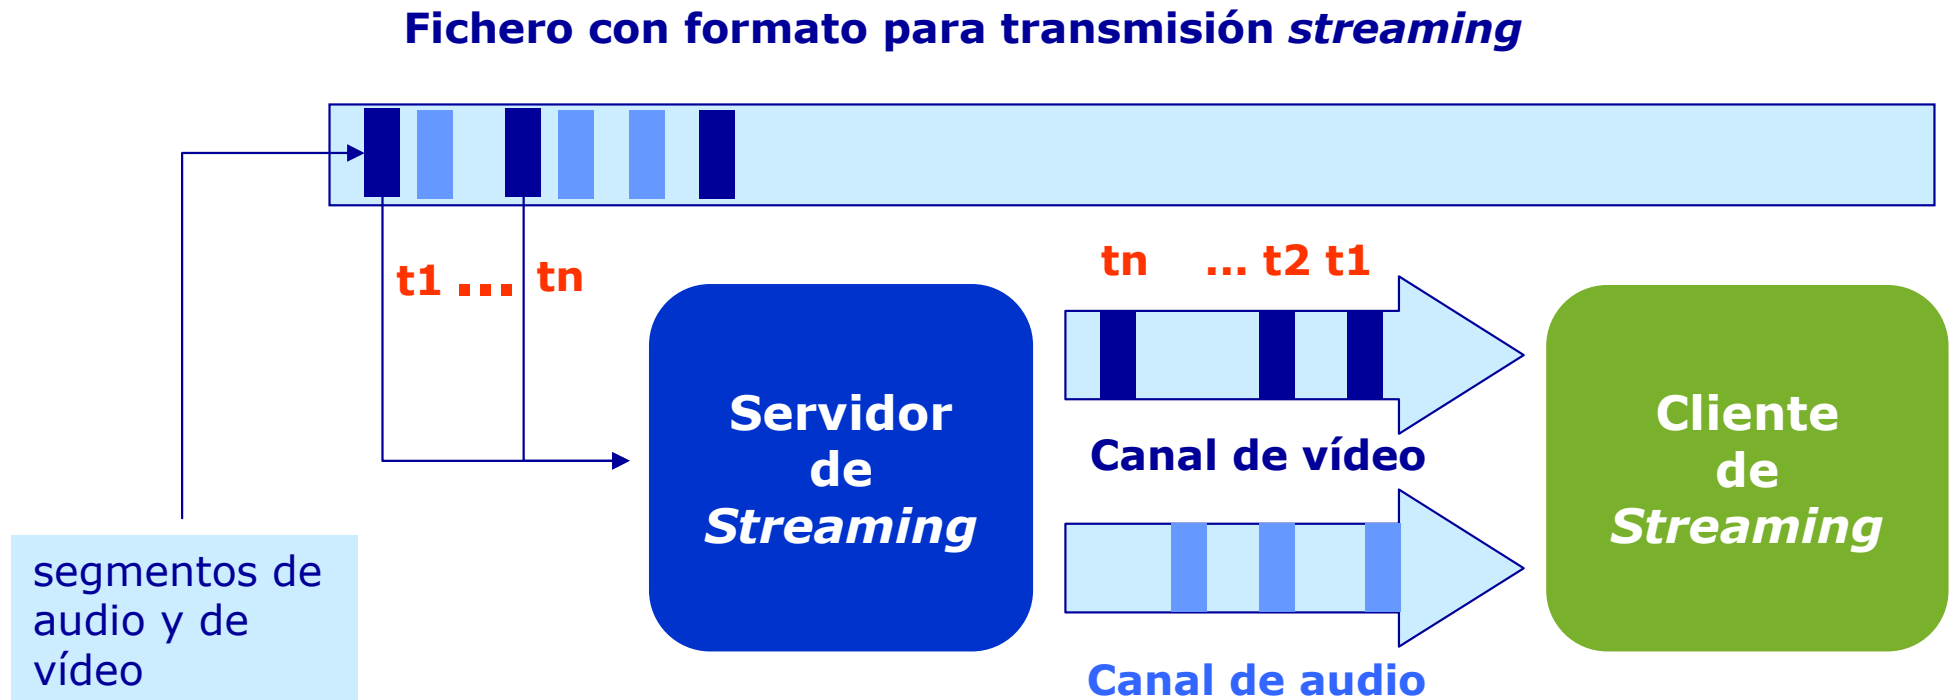 Fichero con formato para transmisión streaming
t1 ... tn
tn ... t2 t1
Servidor
de
Streaming
Canal de vídeo
Cliente
de
Streaming
segmentos de
audio y de
vídeo
Canal de audio